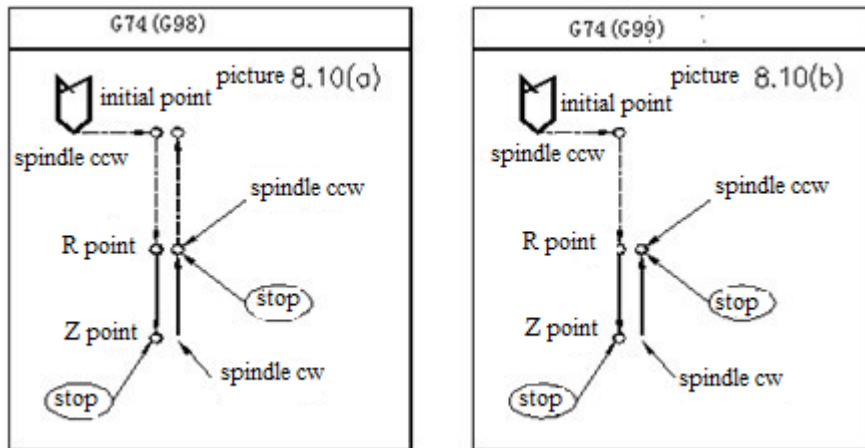 G74 (G98)
picture 8.10(a)
initial point
spindle ccw
spindle ccw
R point
stop
Z point
spindle cw
stop
G74 (G99)
picture 8.10(b)
initial point
spindle ccw
spindle ccw
R point
stop
Z point
spindle cw
stop